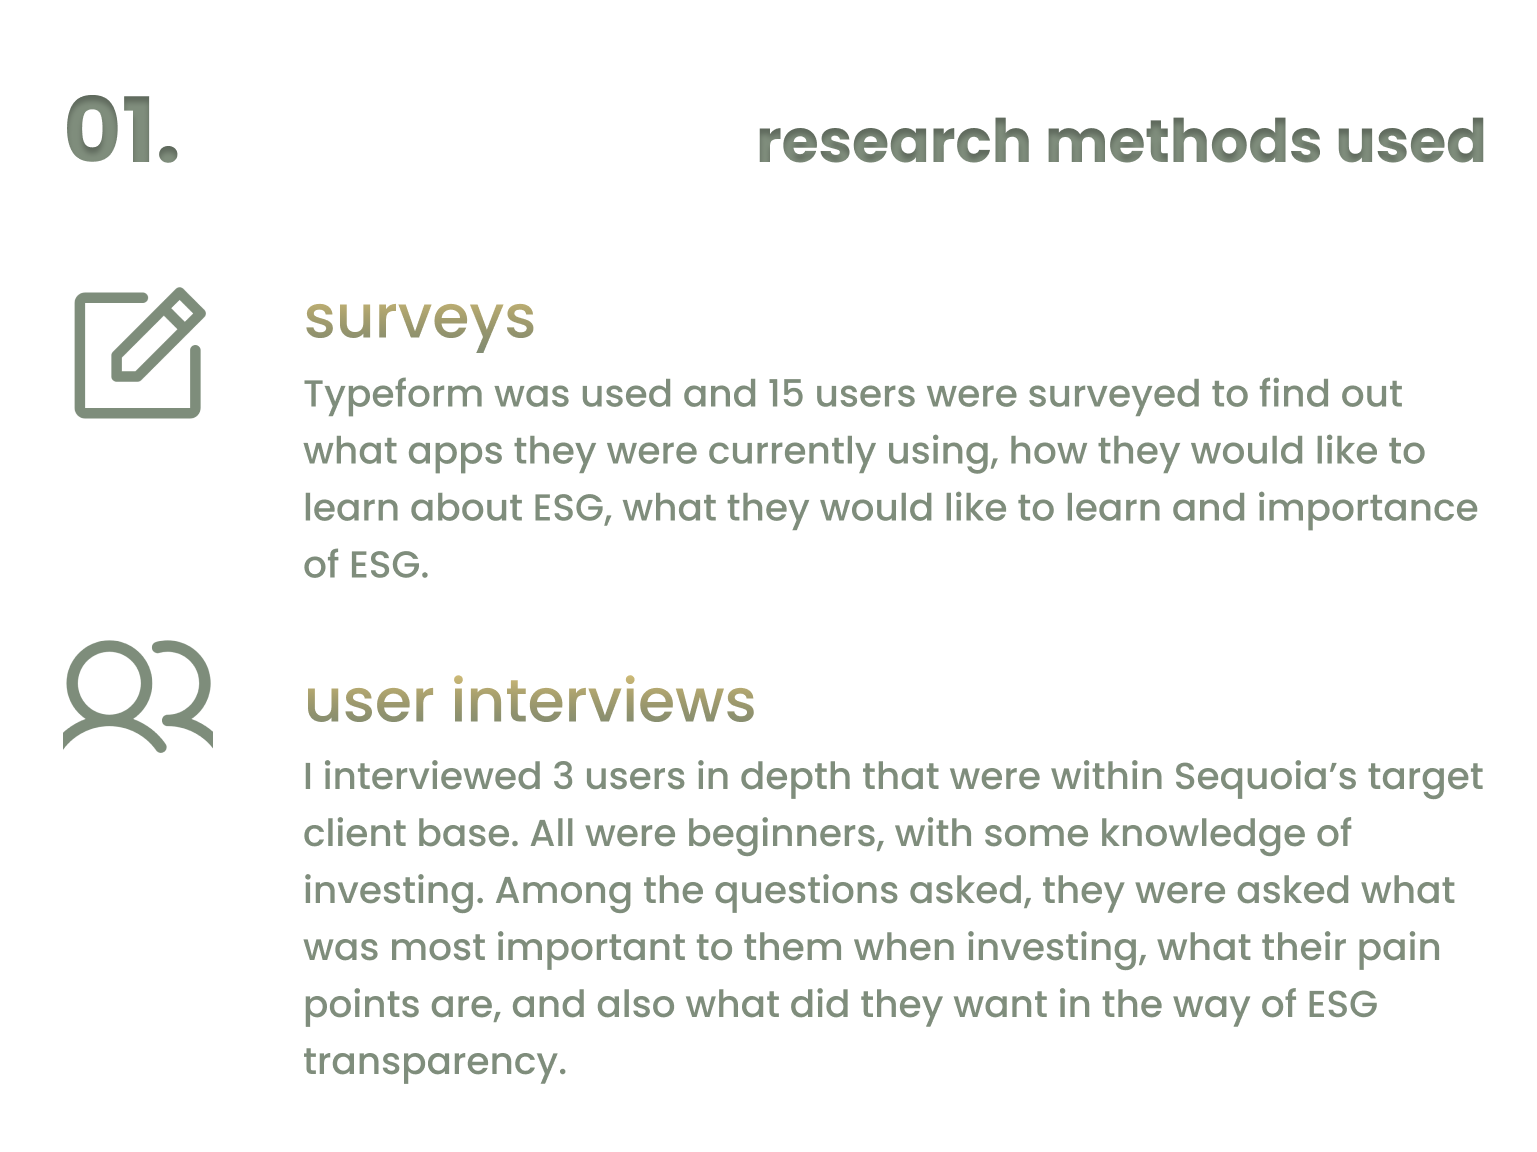 01.
research methods used
surveys
Typeform was used and 15 users were surveyed to find out
what apps they were currently using, how they would like to
learn about ESG, what they would like to learn and importance
of ESG.
user interviews
I interviewed 3 users in depth that were within Sequoia’s target
client base. All were beginners, with some knowledge of
investing. Among the questions asked, they were asked what
was most important to them when investing, what their pain
points are, and also what did they want in the way of ESG
transparency.